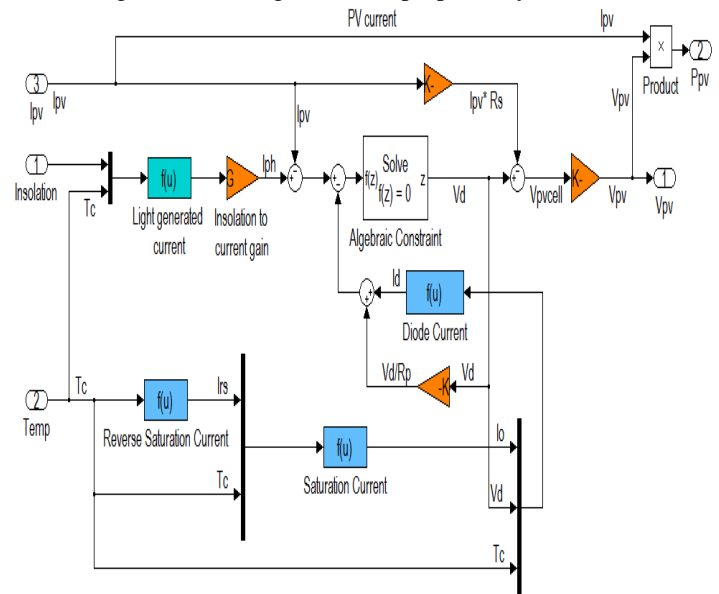 PV current
Ipv
×
Product
2
Ppv
3
Ipv
Ipv
K-
Ipv* Rs
Vpv
Ipv
1
Insolation
Tc
f(u)
Light generated
current
G
Insolation to
current gain
Iph
Solve
f(z) f(z) = 0 z
Algebraic Constraint
Vd
Vpvcell
K-
Vpv
1
Vpv
Id
f(u)
Diode Current
Vd/Rp
-K
Vd
2
Temp
Tc
f(u)
Reverse Saturation Current
Irs
Tc
f(u)
Saturation Current
Io
Vd
Tc